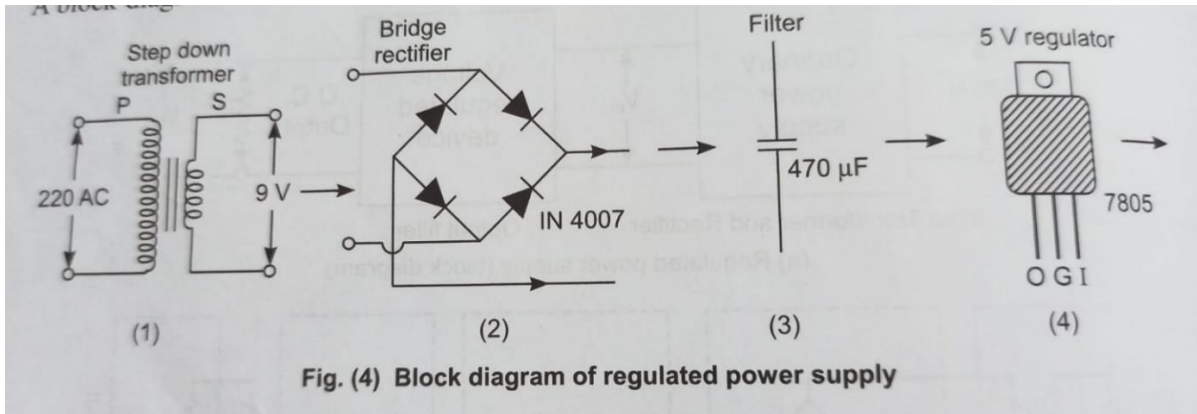 A block diag
Step down
transformer
P S
220 AC
9 V
(1)
Bridge
rectifier
IN 4007
(2)
Filter
470 μF
(3)
5 V regulator
7805
O G I
(4)
Fig. (4) Block diagram of regulated power supply